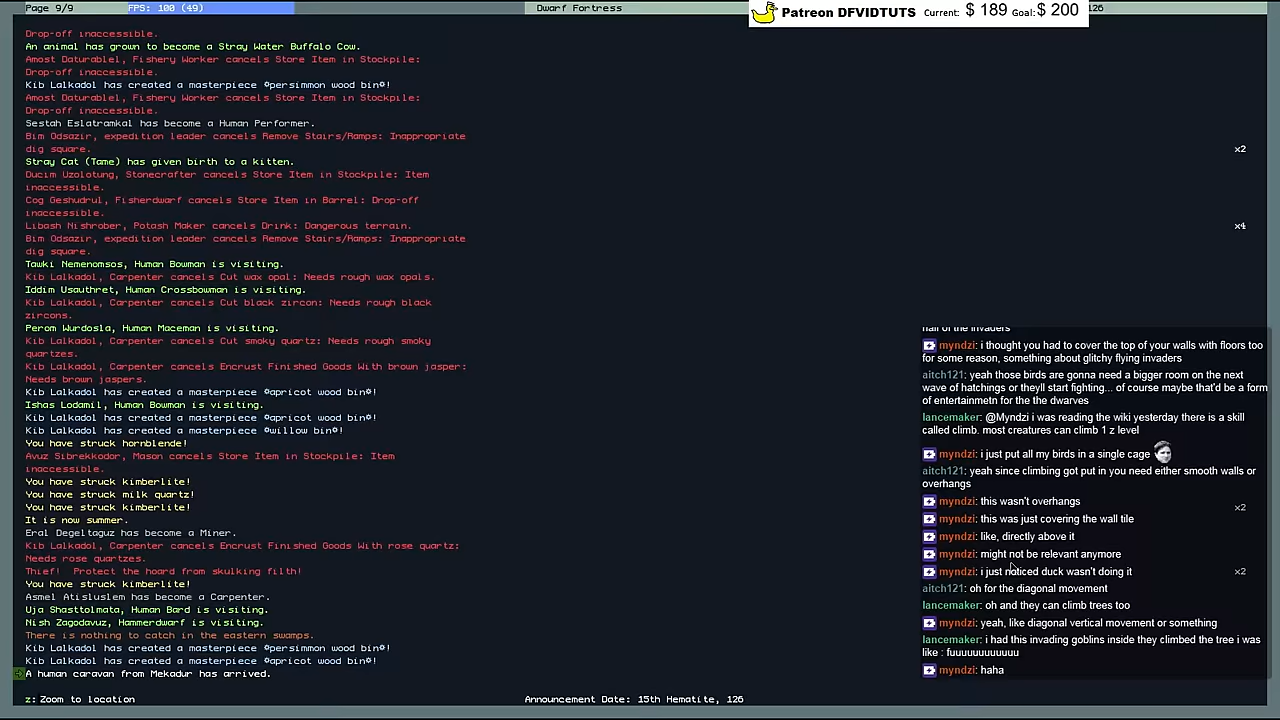 Page 9/9
FPS: 100 (49)
Dwarf Fortress
Patreon DFVIDTUTS Current: $ 189 Goal: $ 200
126
Drop-off inaccessible.
An animal has grown to become a Stray Water Buffalo Cow.
Amost Daturablel, Fishery Worker cancels Store Item in Stockpile:
Drop-off inaccessible.
Kib Lalkadol has created a masterpiece ☼persimmon wood bin☼!
Amost Daturablel, Fishery Worker cancels Store Item in Stockpile:
Drop-off inaccessible.
Sestah Eslatramkal has become a Human Performer.
Bim Odsazir, expedition leader cancels Remove Stairs/Ramps: Inappropriate
dig square. x2
Stray Cat (Tame) has given birth to a kitten.
Ducim Uzolotung, Stonecrafter cancels Store Item in Stockpile: Item
inaccessible.
Cog Geshudrul, Fisherdwarf cancels Store Item in Barrel: Drop-off
inaccessible.
Libash Nishrober, Potash Maker cancels Drink: Dangerous terrain. x4
Bim Odsazir, expedition leader cancels Remove Stairs/Ramps: Inappropriate
dig square.
Tawki Nemenomsos, Human Bowman is visiting.
Kib Lalkadol, Carpenter cancels Cut wax opal: Needs rough wax opals.
Iddim Usauthret, Human Crossbowman is visiting.
Kib Lalkadol, Carpenter cancels Cut black zircon: Needs rough black
zircons.
Perom Wurdosla, Human Maceman is visiting.
Kib Lalkadol, Carpenter cancels Cut smoky quartz: Needs rough smoky
quartzes.
Kib Lalkadol, Carpenter cancels Encrust Finished Goods With brown jasper:
Needs brown jaspers.
Kib Lalkadol has created a masterpiece ☼apricot wood bin☼!
Ishas Lodamil, Human Bowman is visiting.
Kib Lalkadol has created a masterpiece ☼apricot wood bin☼!
Kib Lalkadol has created a masterpiece ☼willow bin☼!
You have struck hornblende!
Avuz Sibrekkodor, Mason cancels Store Item in Stockpile: Item
inaccessible.
You have struck kimberlite!
You have struck milk quartz!
You have struck kimberlite! x2
It is now summer.
Eral Degeltaguz has become a Miner.
Kib Lalkadol, Carpenter cancels Encrust Finished Goods With rose quartz:
Needs rose quartzes.
Thief! Protect the hoard from skulking filth! x2
You have struck kimberlite!
Asmel Atisluslem has become a Carpenter.
Uja Shasttolmata, Human Bard is visiting.
Nish Zagodavuz, Hammerdwarf is visiting.
There is nothing to catch in the eastern swamps.
Kib Lalkadol has created a masterpiece ☼persimmon wood bin☼!
Kib Lalkadol has created a masterpiece ☼apricot wood bin☼!
A human caravan from Mekadur has arrived.
z: Zoom to location
Announcement Date: 15th Hematite, 126
half of the invaders
myndzi: i thought you had to cover the top of your walls with floors too
for some reason, something about glitchy flying invaders
aitch121: yeah those birds are gonna need a bigger room on the next
wave of hatchings or theyll start fighting... of course maybe that'd be a form
of entertainmetn for the the dwarves
lancemaker: @Myndzi i was reading the wiki yesterday there is a skill
called climb. most creatures can climb 1 z level
myndzi: i just put all my birds in a single cage
aitch121: yeah since climbing got put in you need either smooth walls or
overhangs
myndzi: this wasn't overhangs
myndzi: this was just covering the wall tile
myndzi: like, directly above it
myndzi: might not be relevant anymore
myndzi: i just noticed duck wasn't doing it
aitch121: oh for the diagonal movement
lancemaker: oh and they can climb trees too
myndzi: yeah, like diagonal vertical movement or something
lancemaker: i had this invading goblins inside they climbed the tree i was
like : fuuuuuuuuuuu
myndzi: haha